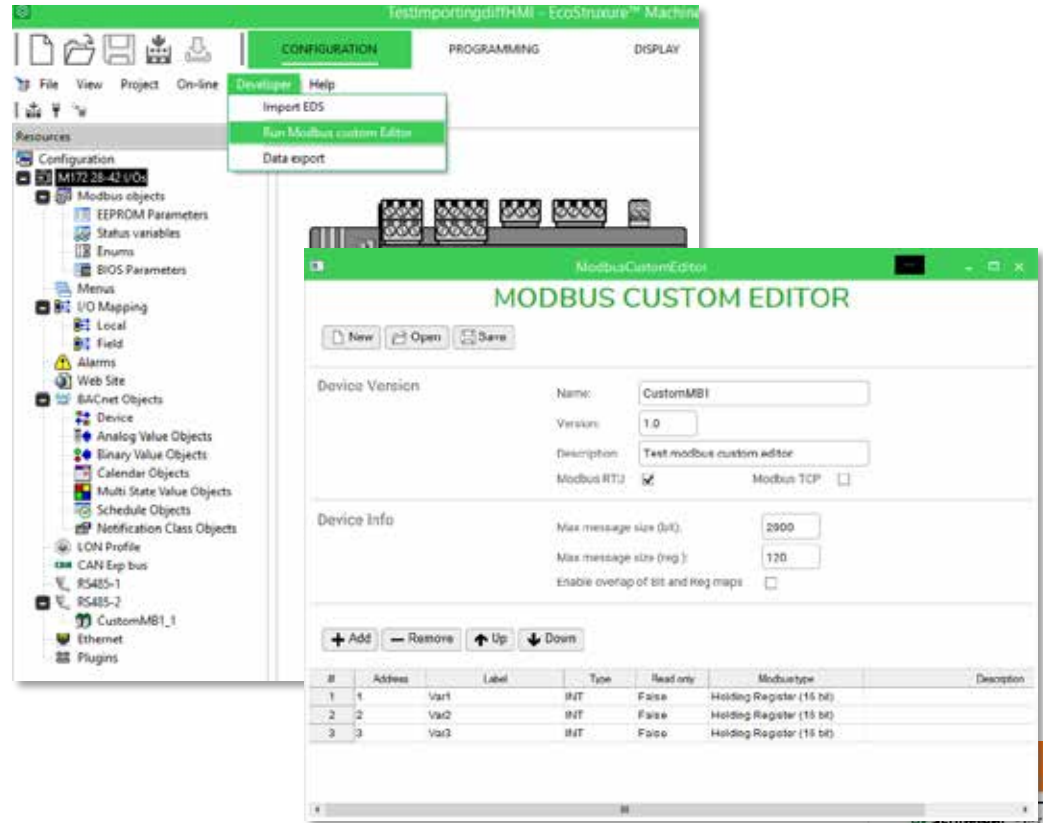 TestImportingdiffHMI - EcoStruxure™ Machine
CONFIGURATION PROGRAMMING DISPLAY
File View Project On-line Developer Help
Import EDS
Run Modbus custom Editor
Data export
Resources
Configuration
M172 28-42 I/Os
Modbus objects
EEPROM Parameters
Status variables
Enums
BIOS Parameters
Menus
I/O Mapping
Local
Field
Alarms
Web Site
BACnet Objects
Device
Analog Value Objects
Binary Value Objects
Calendar Objects
Multi State Value Objects
Schedule Objects
Notification Class Objects
LON Profile
CAN Exp bus
RS485-1
RS485-2
CustomMB1_1
Ethernet
Plugins
ModbusCustomEditor
MODBUS CUSTOM EDITOR
New Open Save
Device Version
Name: CustomMB1
Version: 1.0
Description Test modbus custom editor
Modbus RTU Modbus TCP
Device Info
Max message size (bit): 2900
Max message size (reg.): 120
Enable overlap of Bit and Reg maps
Add Remove Up Down
# Address Label Type Read only Modbus type Description
1 1 Var1 INT False Holding Register (16 bit)
2 2 Var2 INT False Holding Register (16 bit)
3 3 Var3 INT False Holding Register (16 bit)